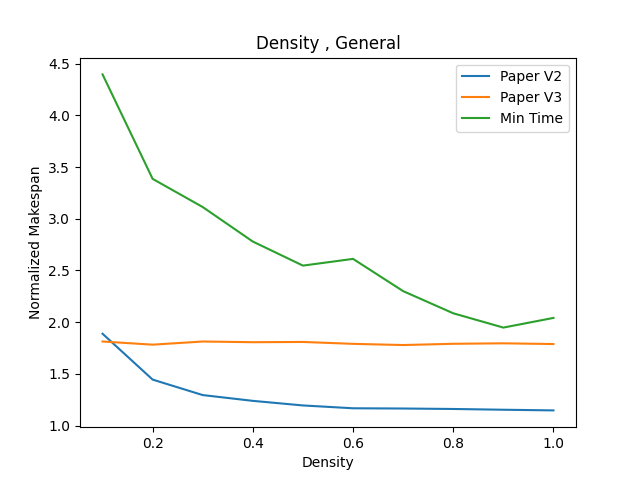 Density , General
Paper V2
Paper V3
Min Time
Normalized Makespan
4.5
4.0
3.5
3.0
2.5
2.0
1.5
1.0
0.2 0.4 0.6 0.8 1.0
Density